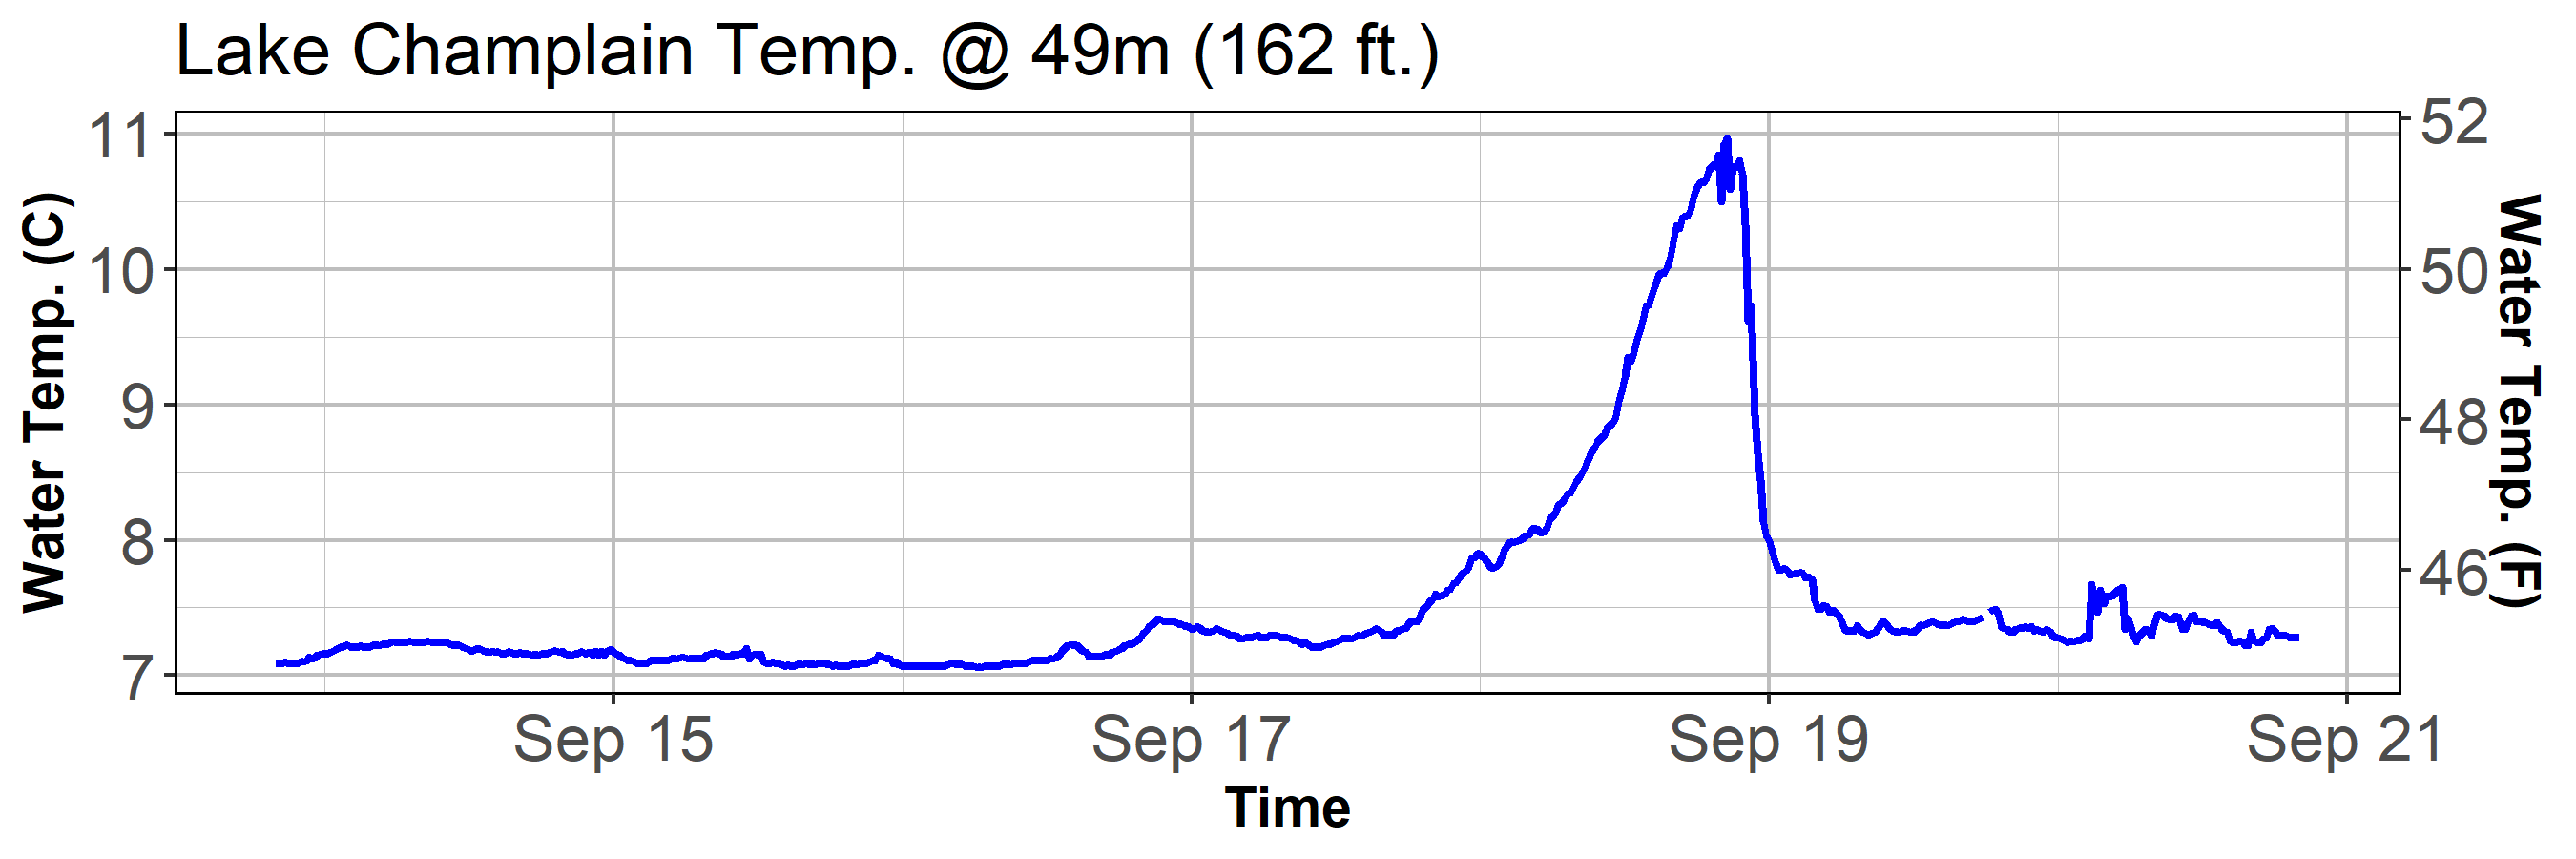 Lake Champlain Temp. @ 49m (162 ft.)
11
10
9
8
7
Water Temp. (C)
52
50
48
46
Water Temp. (F)
Sep 15
Sep 17
Sep 19
Sep 21
Time